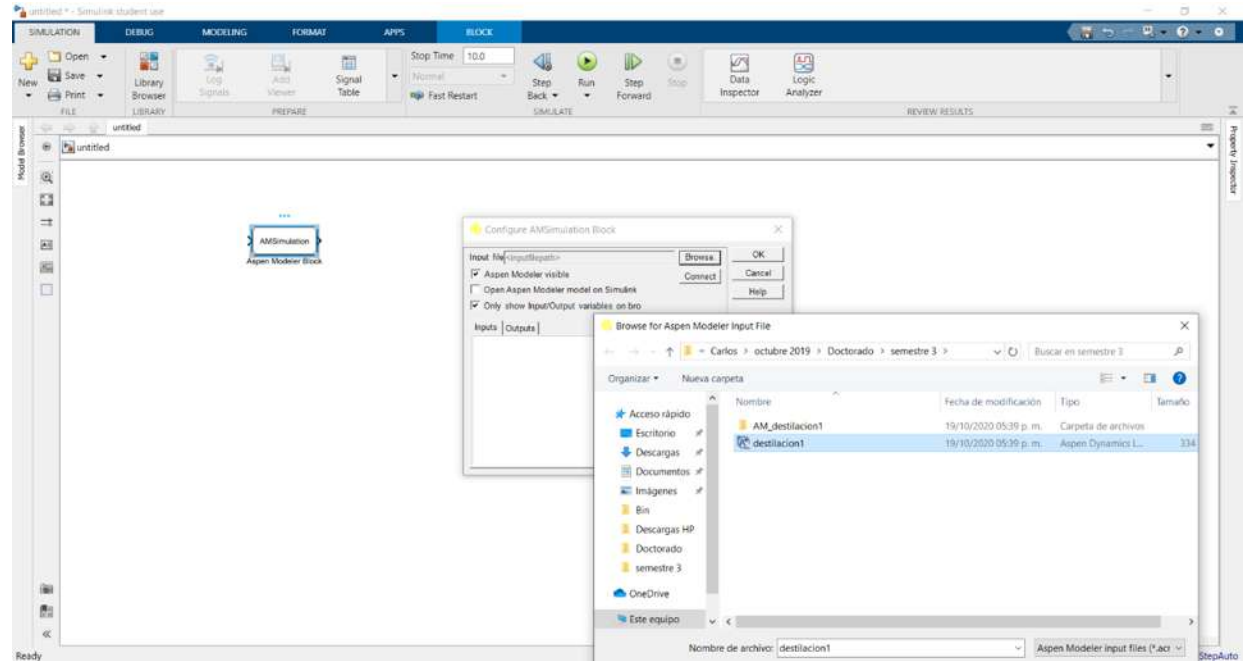 untitled * - Simulink student use
SIMULATION DEBUG MODELING FORMAT APPS BLOCK
New
Open
Save
Print
FILE
Library Browser
LIBRARY
Log Signals
Add Viewer
Signal Table
PREPARE
Stop Time 10.0
Normal
Fast Restart
Step Back
Run
Step Forward
Stop
SIMULATE
Data Inspector
Logic Analyzer
REVIEW RESULTS
Model Browser
untitled
untitled
Property Inspector
AMSimulation
Aspen Modeler Block
Configure AMSimulation Block
Input file <inputfilepath> Browse
Aspen Modeler visible
Connect
Open Aspen Modeler model on Simulink
Only show Input/Output variables on bro
OK
Cancel
Help
Inputs Outputs
Browse for Aspen Modeler Input File
Carlos > octubre 2019 > Doctorado > semestre 3 >
Buscar en semestre 3
Organizar Nueva carpeta
Nombre Fecha de modificación Tipo Tamaño
AM_destilacion1 19/10/2020 05:39 p. m. Carpeta de archivos
destilacion1 19/10/2020 05:39 p. m. Aspen Dynamics L... 334
Acceso rápido
Escritorio
Descargas
Documentos
Imágenes
Bin
Descargas HP
Doctorado
semestre 3
OneDrive
Este equipo
Nombre de archivo: destilacion1 Aspen Modeler input files (*.acr
Ready
StepAuto